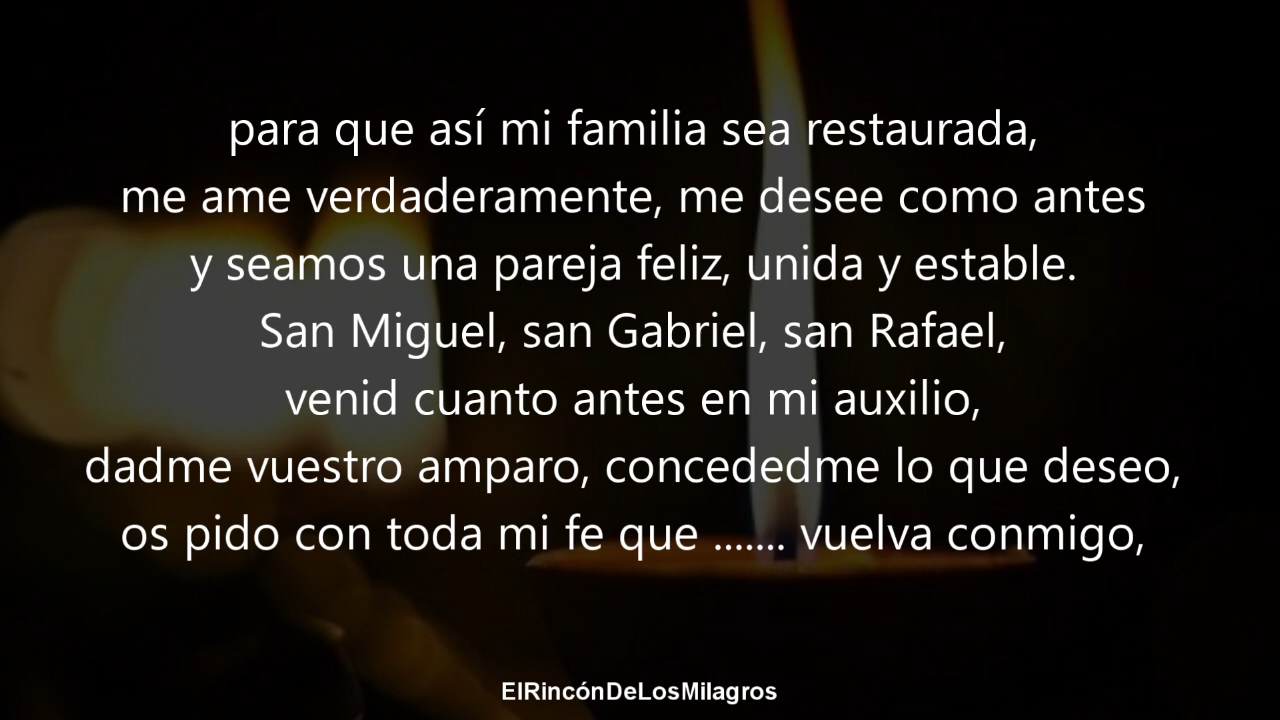 para que así mi familia sea restaurada,
me ame verdaderamente, me desee como antes
y seamos una pareja feliz, unida y estable.
San Miguel, san Gabriel, san Rafael,
venid cuanto antes en mi auxilio,
dadme vuestro amparo, concededme lo que deseo,
os pido con toda mi fe que ....... vuelva conmigo,
ElRincónDeLosMilagros